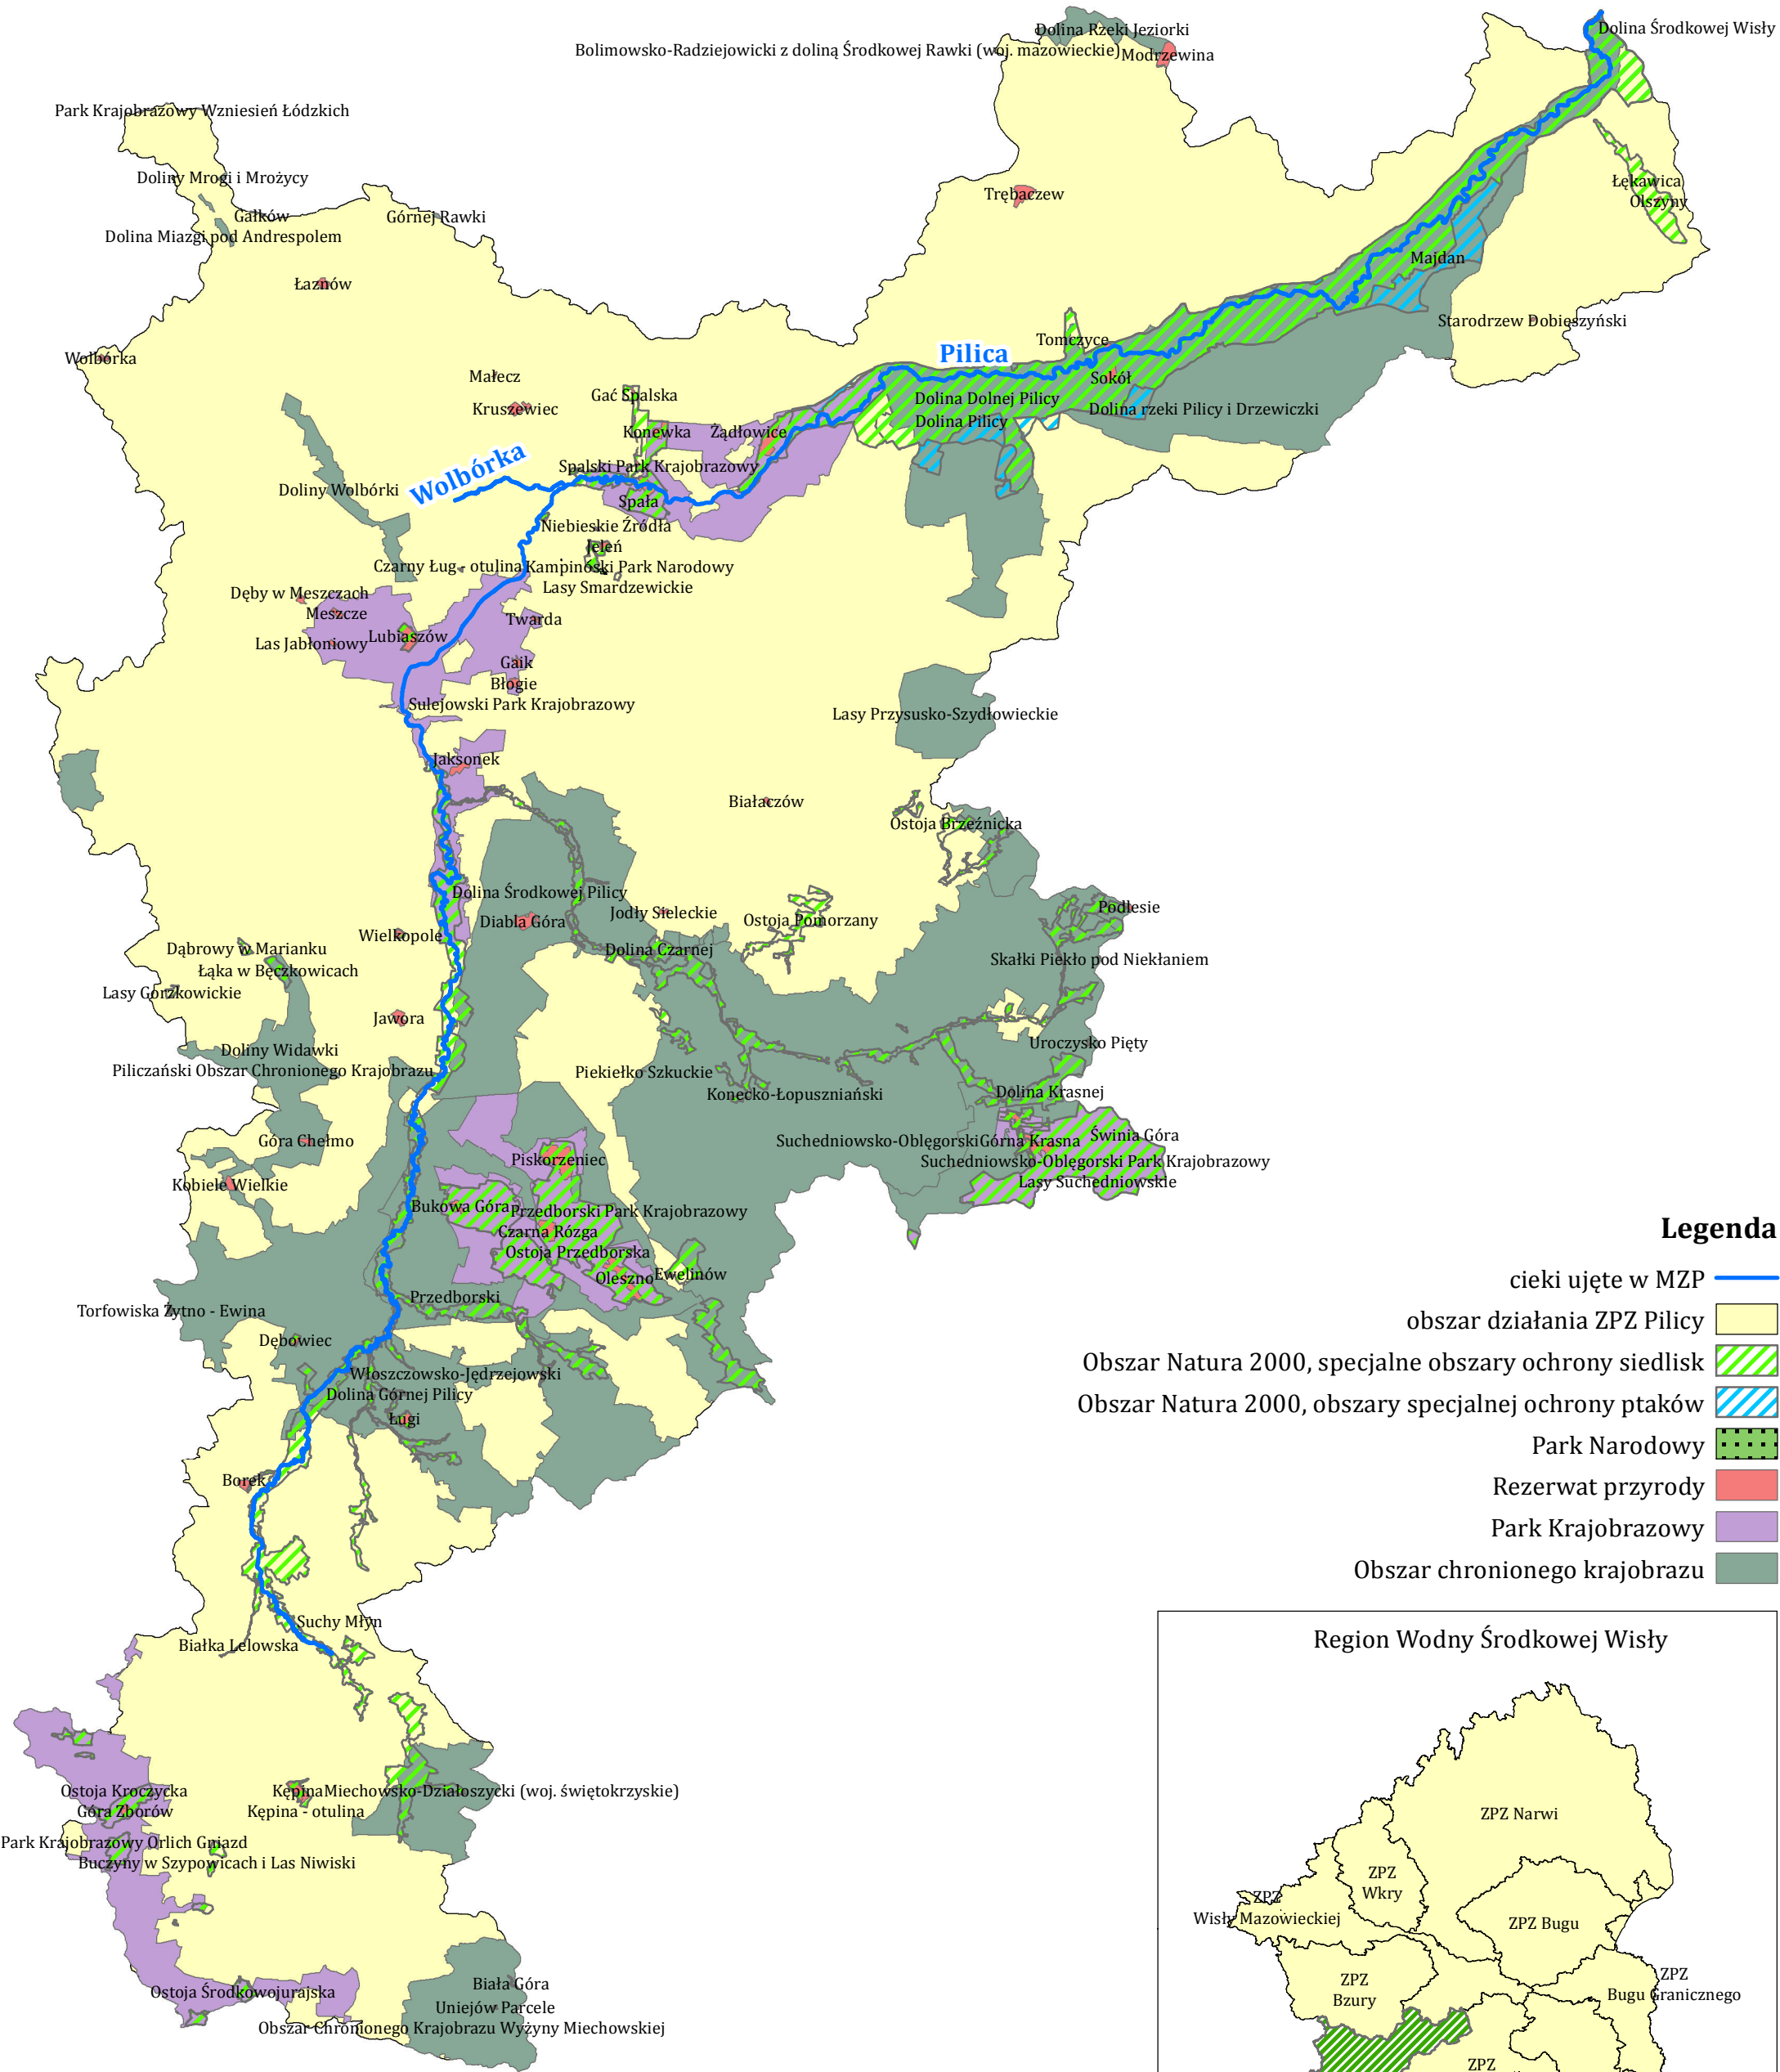 Dolina Rzeki Jeziorki
Dolina Środkowej Wisły
Bolimowsko-Radziejowicki z doliną Środkowej Rawki (woj. mazowieckie)
Modrzewina
Park Krajobrazowy Wzniesień Łódzkich
Doliny Mrogi i Mrożycy
Łękawica
Trębaczew
Olszyny
Gałków
Górnej Rawki
Dolina Miazgi pod Andrespolem
Majdan
Łaznów
Starodrzew Dobieszyński
Tomczyce
Pilica
Wolbórka
Małecz
Sokół
Gać Spalska
Dolina Dolnej Pilicy
Kruszewiec
Dolina rzeki Pilicy i Drzewiczki
Dolina Pilicy
Konewka
Żądłowice
Spalski Park Krajobrazowy
Wolbórka
Doliny Wolbórki
Spała
Niebieskie Źródła
Jeleń
Czarny Ług - otulina Kampinoski Park Narodowy
Lasy Smardzewickie
Dęby w Meszczach
Meszcze
Twarda
Lubiaszów
Las Jabłoniowy
Gaik
Błogie
Sulejowski Park Krajobrazowy
Lasy Przysusko-Szydłowieckie
Jaksonek
Białaczów
Ostoja Brzeźnicka
Dolina Środkowej Pilicy
Podlesie
Jodły Sieleckie
Diabla Góra
Ostoja Pomorzany
Wielkopole
Dąbrowy w Marianku
Dolina Czarnej
Skałki Piekło pod Niekłaniem
Łąka w Bęczkowicach
Lasy Gorzkowickie
Jawora
Uroczysko Pięty
Doliny Widawki
Piliczański Obszar Chronionego Krajobrazu
Piekiełko Szkuckie
Dolina Krasnej
Konecko-Łopuszniański
Świnia Góra
Góra Chełmo
Suchedniowsko-Oblęgorski
Górna Krasna
Piskorzeniec
Suchedniowsko-Oblęgorski Park Krajobrazowy
Kobiele Wielkie
Lasy Suchedniowskie
Bukowa Góra
Przedborski Park Krajobrazowy
Czarna Rózga
Ostoja Przedborska
Oleszno
Ewelinów
Przedborski
Torfowiska Żytno - Ewina
Dębowiec
Włoszczowsko-Jędrzejowski
Dolina Górnej Pilicy
Ługi
Borek
Suchy Młyn
Białka Lelowska
Ostoja Kroczycka
Kępina
Miechowsko-Działoszycki (woj. świętokrzyskie)
Góra Zborów
Kępina - otulina
Park Krajobrazowy Orlich Gniazd
Buczyny w Szypowicach i Las Niwiski
Biała Góra
Ostoja Środkowojurajska
Uniejów Parcele
Obszar Chronionego Krajobrazu Wyżyny Miechowskiej
Legenda
cieki ujęte w MZP
obszar działania ZPZ Pilicy
Obszar Natura 2000, specjalne obszary ochrony siedlisk
Obszar Natura 2000, obszary specjalnej ochrony ptaków
Park Narodowy
Rezerwat przyrody
Park Krajobrazowy
Obszar chronionego krajobrazu
Region Wodny Środkowej Wisły
ZPZ Narwi
ZPZ
Wkry
ZPZ
Wisły Mazowieckiej
ZPZ Bugu
ZPZ
Bzury
ZPZ
Bugu Granicznego
ZPZ